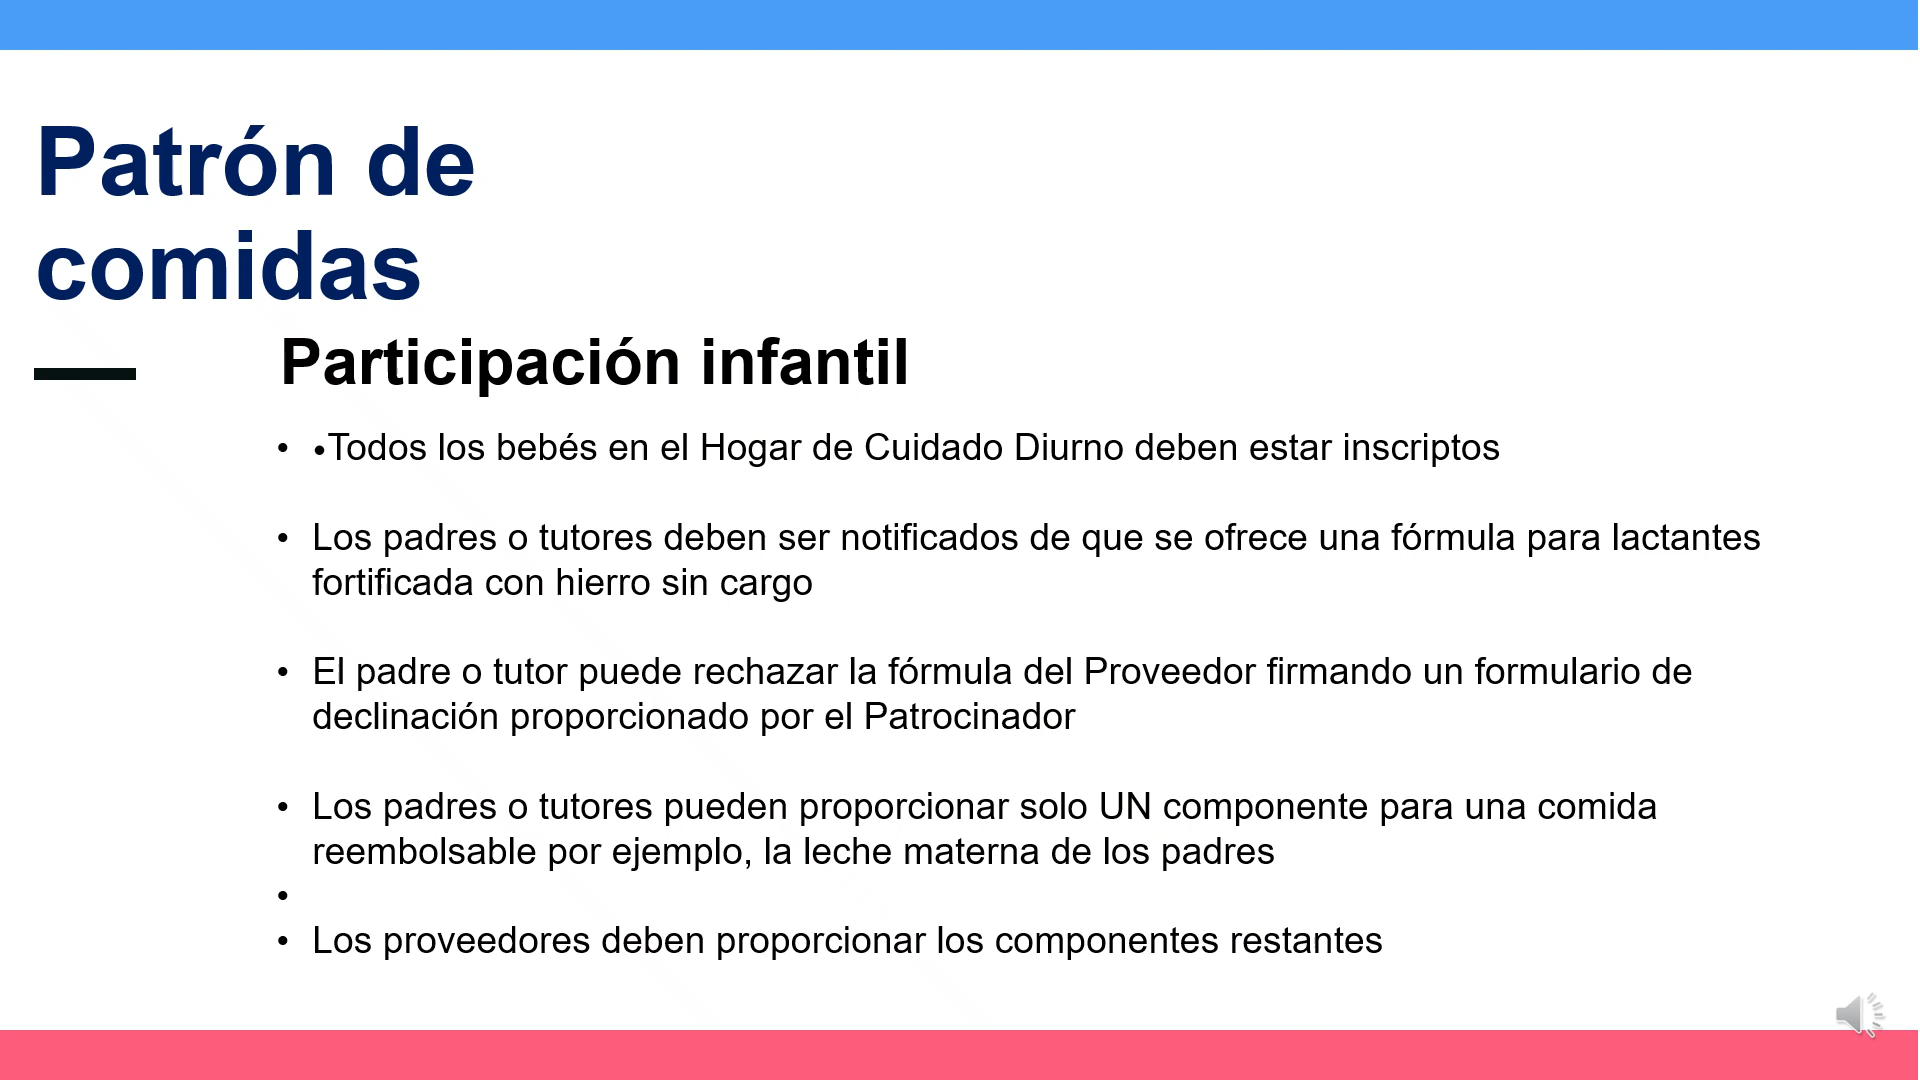 Patrón de
comidas
Participación infantil
• •Todos los bebés en el Hogar de Cuidado Diurno deben estar inscriptos
• Los padres o tutores deben ser notificados de que se ofrece una fórmula para lactantes
fortificada con hierro sin cargo
• El padre o tutor puede rechazar la fórmula del Proveedor firmando un formulario de
declinación proporcionado por el Patrocinador
• Los padres o tutores pueden proporcionar solo UN componente para una comida
reembolsable por ejemplo, la leche materna de los padres
•
• Los proveedores deben proporcionar los componentes restantes